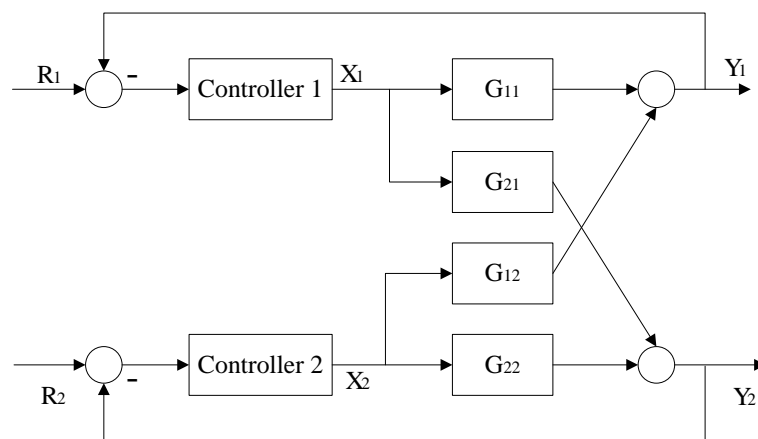 R1
-
Controller 1
X1
G11
Y1
G21
G12
R2
-
Controller 2
X2
G22
Y2